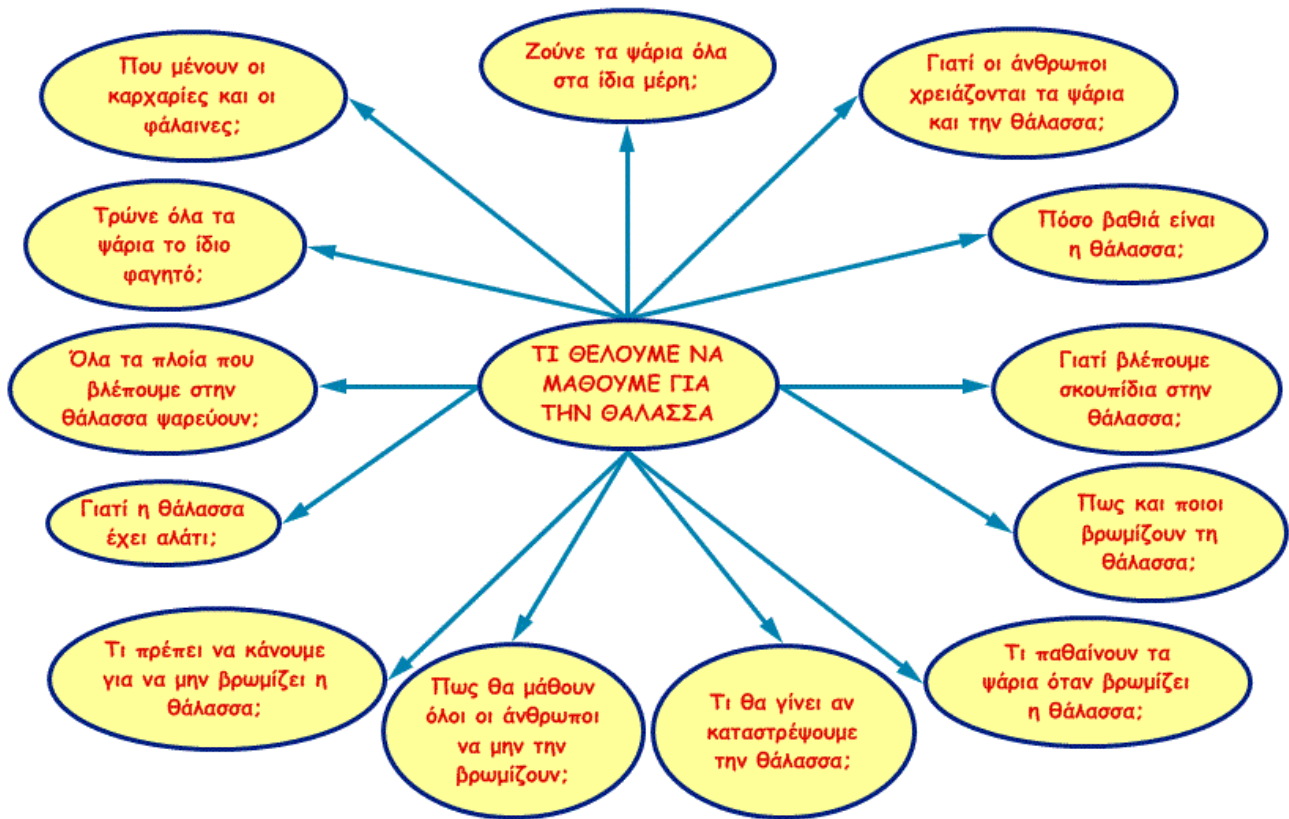 Που μένουν οι
καρχαρίες και οι
φάλαινες;
Ζούνε τα ψάρια όλα
στα ίδια μέρη;
Γιατί οι άνθρωποι
χρειάζονται τα ψάρια
και την θάλασσα;
Τρώνε όλα τα
ψάρια το ίδιο
φαγητό;
Πόσο βαθιά είναι
η θάλασσα;
Όλα τα πλοία που
βλέπουμε στην
θάλασσα ψαρεύουν;
ΤΙ ΘΕΛΟΥΜΕ ΝΑ
ΜΑΘΟΥΜΕ ΓΙΑ
ΤΗΝ ΘΑΛΑΣΣΑ
Γιατί βλέπουμε
σκουπίδια στην
θάλασσα;
Γιατί η θάλασσα
έχει αλάτι;
Πως και ποιοι
βρωμίζουν τη
θάλασσα;
Τι πρέπει να κάνουμε
για να μην βρωμίζει η
θάλασσα;
Πως θα μάθουν
όλοι οι άνθρωποι
να μην την
βρωμίζουν;
Τι θα γίνει αν
καταστρέψουμε
την θάλασσα;
Τι παθαίνουν τα
ψάρια όταν βρωμίζει
η θάλασσα;